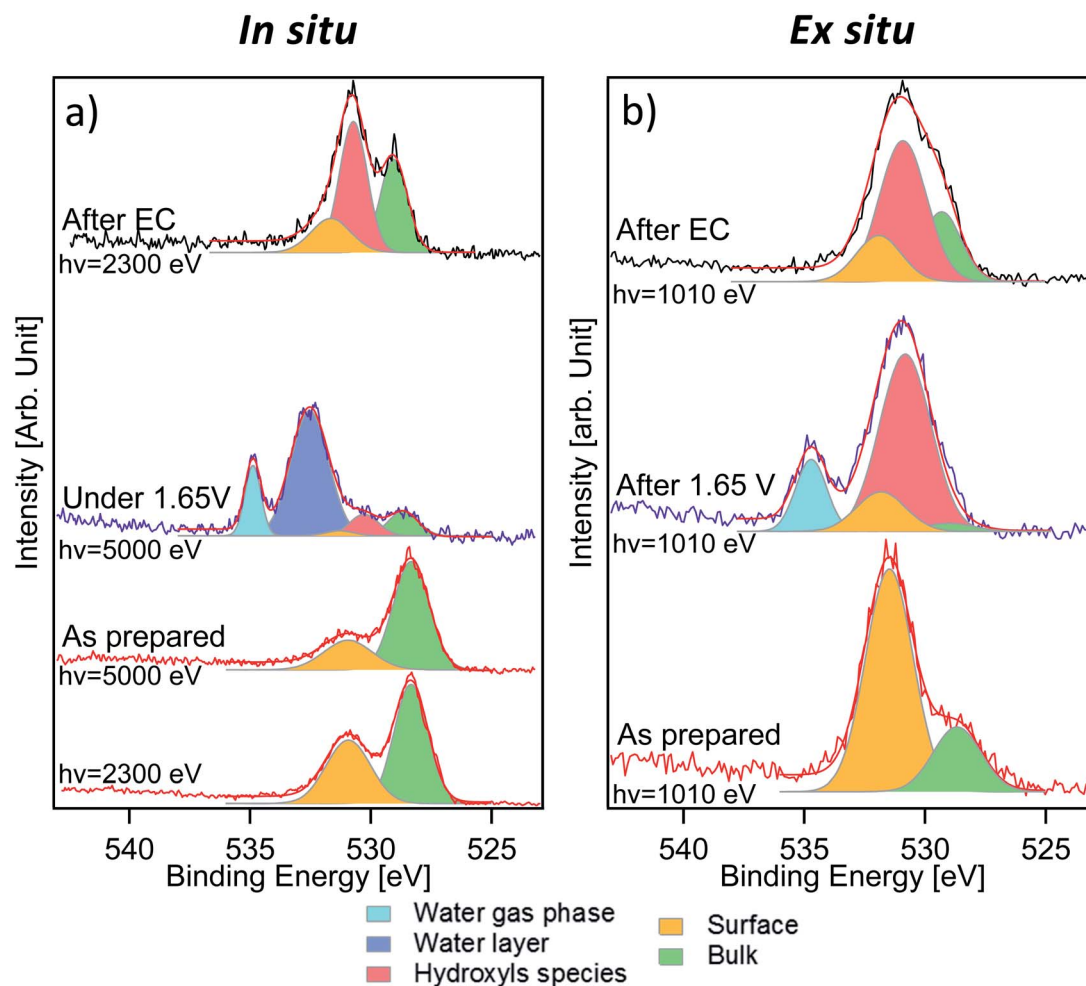 In situ
Ex situ
a)
After EC
hv=2300 eV
Under 1.65V
hv=5000 eV
As prepared
hv=5000 eV
hv=2300 eV
Intensity [Arb. Unit)
540 535 530 525
Binding Energy [eV]
b)
After EC
hv=1010 eV
After 1.65 V
hv=1010 eV
As prepared
hv=1010 eV
Intensity [arb. Unit)
540 535 530 525
Binding Energy [eV]
Water gas phase
Water layer
Hydroxyls species
Surface
Bulk